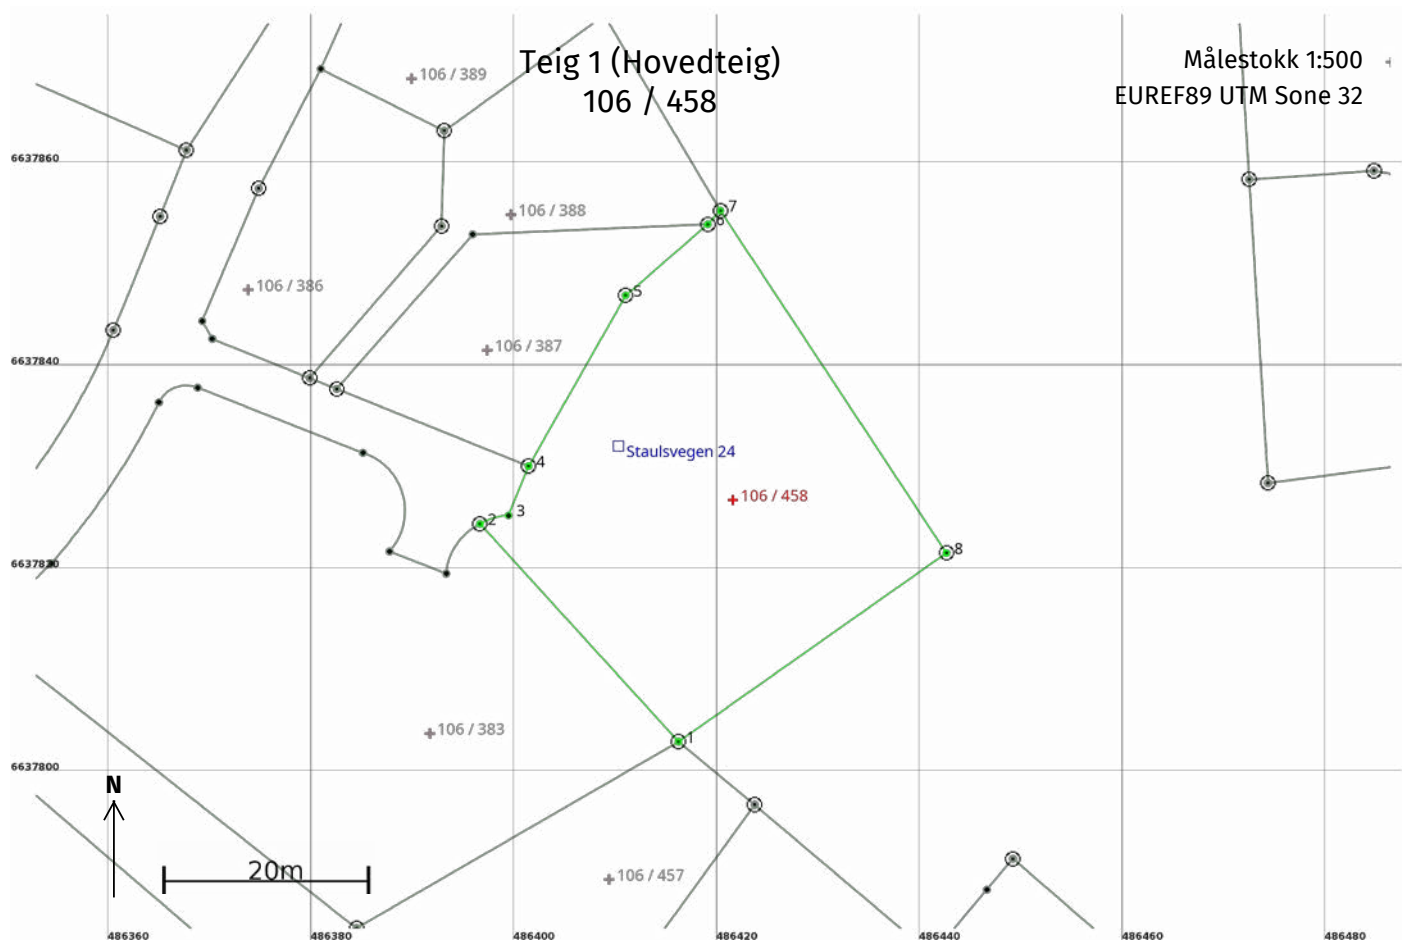 Teig 1 (Hovedteig)
106 / 458
Målestokk 1:500
EUREF89 UTM Sone 32
106 / 389
6637860
106 / 388
7
6
106 / 386
5
106 / 387
6637840
4
Staulsvegen 24
106 / 458
2
3
8
6637820
106 / 383
1
6637800
N
20m
106 / 457
486360
486380
486400
486420
486440
486460
486480